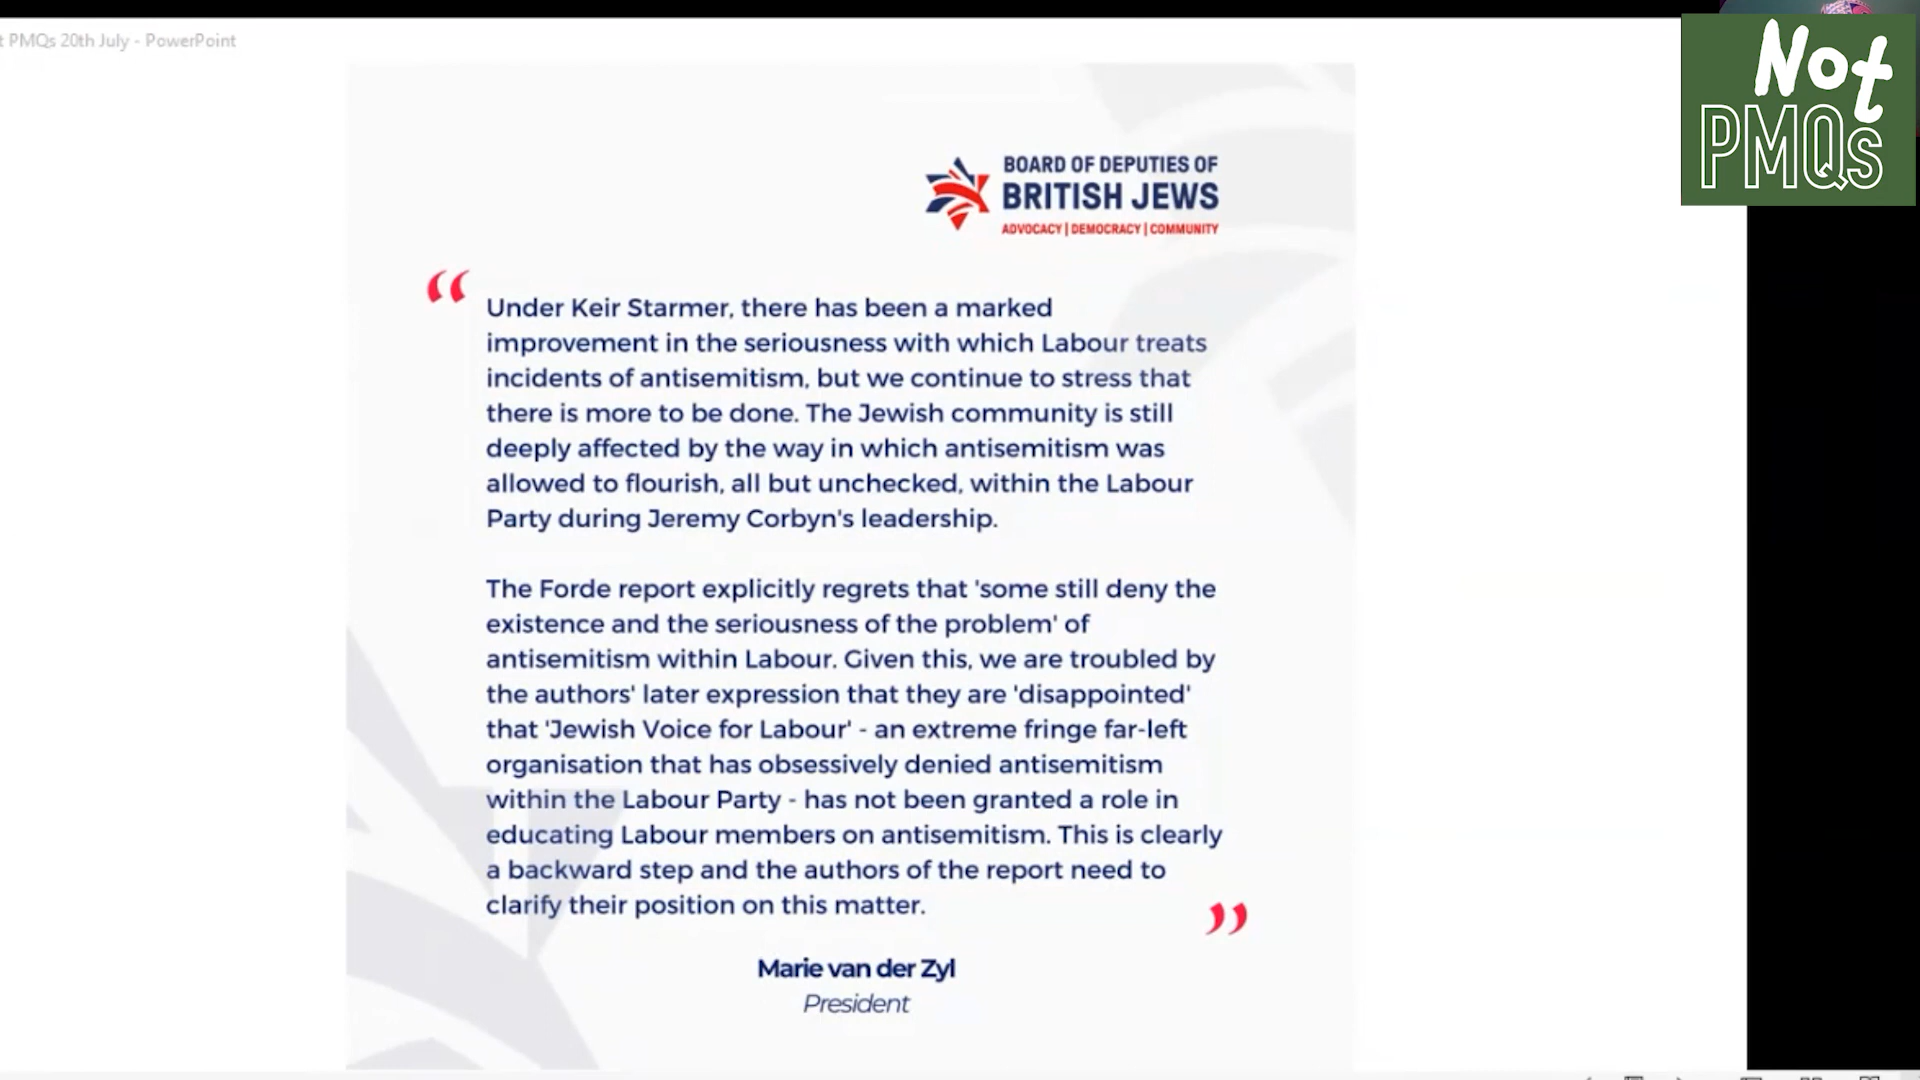 PMQs 20th July - PowerPoint
Not
PMQs
BOARD OF DEPUTIES OF
BRITISH JEWS
ADVOCACY | DEMOCRACY | COMMUNITY
“
Under Keir Starmer, there has been a marked
improvement in the seriousness with which Labour treats
incidents of antisemitism, but we continue to stress that
there is more to be done. The Jewish community is still
deeply affected by the way in which antisemitism was
allowed to flourish, all but unchecked, within the Labour
Party during Jeremy Corbyn's leadership.
The Forde report explicitly regrets that 'some still deny the
existence and the seriousness of the problem' of
antisemitism within Labour. Given this, we are troubled by
the authors' later expression that they are 'disappointed'
that 'Jewish Voice for Labour' - an extreme fringe far-left
organisation that has obsessively denied antisemitism
within the Labour Party - has not been granted a role in
educating Labour members on antisemitism. This is clearly
a backward step and the authors of the report need to
clarify their position on this matter.
”
Marie van der Zyl
President